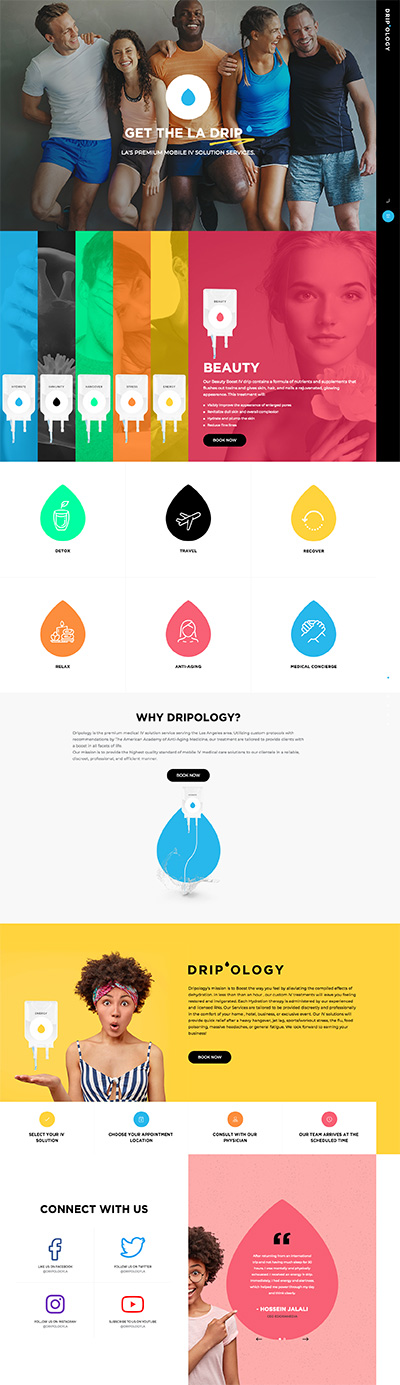 DRIP'OLOGY
GET THE LA DRIP
LA'S PREMIUM MOBILE IV SOLUTION SERVICES.
HYDRATE
IMMUNITY
HANGOVER
STRESS
ENERGY
BEAUTY
BEAUTY
Our Beauty Boost IV drip contains a formula of nutrients and supplements that
flushes out toxins and gives skin, hair, and nails a rejuvenated, glowing
appearance. This treatment will:
Visibly improve the appearance of enlarged pores
Revitalize dull skin and overall complexion
Hydrate and plump the skin
Reduce fine lines
BOOK NOW
DETOX
TRAVEL
RECOVER
RELAX
ANTI-AGING
MEDICAL CONCIERGE
WHY DRIPOLOGY?
Dripology is the premium medical IV solution service serving the Los Angeles area. Utilizing custom protocols with
recommendations by The American Academy of Anti-Aging Medicine, our treatment are tailored to provide clients with
a boost in all facets of life.
Our mission is to provide the highest quality standard of mobile IV medical care solutions to our clients in a reliable,
discreet, professional, and efficient manner.
BOOK NOW
ENERGY
DRIP'OLOGY
Dripology's mission is to Boost the way you feel by alleviating the compiled effects of
dehydration. In less than than an hour, our custom IV treatments will leave you feeling
restored and invigorated. Each Hydration therapy is administered by our experienced
and licensed RNs. Our Services are tailored to be provided discreetly and professionally
in the comfort of your home, hotel, business, or exclusive event. Our IV solutions will
provide quick relief after a heavy hangover, jet lag, sports/workout stress, the flu, food
poisoning, massive headaches, or general fatigue. We look forward to earning your
business!
BOOK NOW
SELECT YOUR IV
SOLUTION
CHOOSE YOUR APPOINTMENT
LOCATION
CONSULT WITH OUR
PHYSICIAN
OUR TEAM ARRIVES AT THE
SCHEDULED TIME
CONNECT WITH US
LIKE US ON FACEBOOK
@DRIPOLOGYLA
FOLLOW US ON TWITTER
@DRIPOLOGYLA
FOLLOW US ON INSTAGRAM
@DRIPOLOGYLA
SUBSCRIBE TO US ON YOUTUBE
@DRIPOLOGYLA
“
After returning from an international
trip and not having much sleep for 30
hours, I was mentally and physically
exhausted. I received an energy iv drip.
Immediately, I had energy and alertness
which helped me power through my day,
and think clearly.
- HOSSEIN JALALI